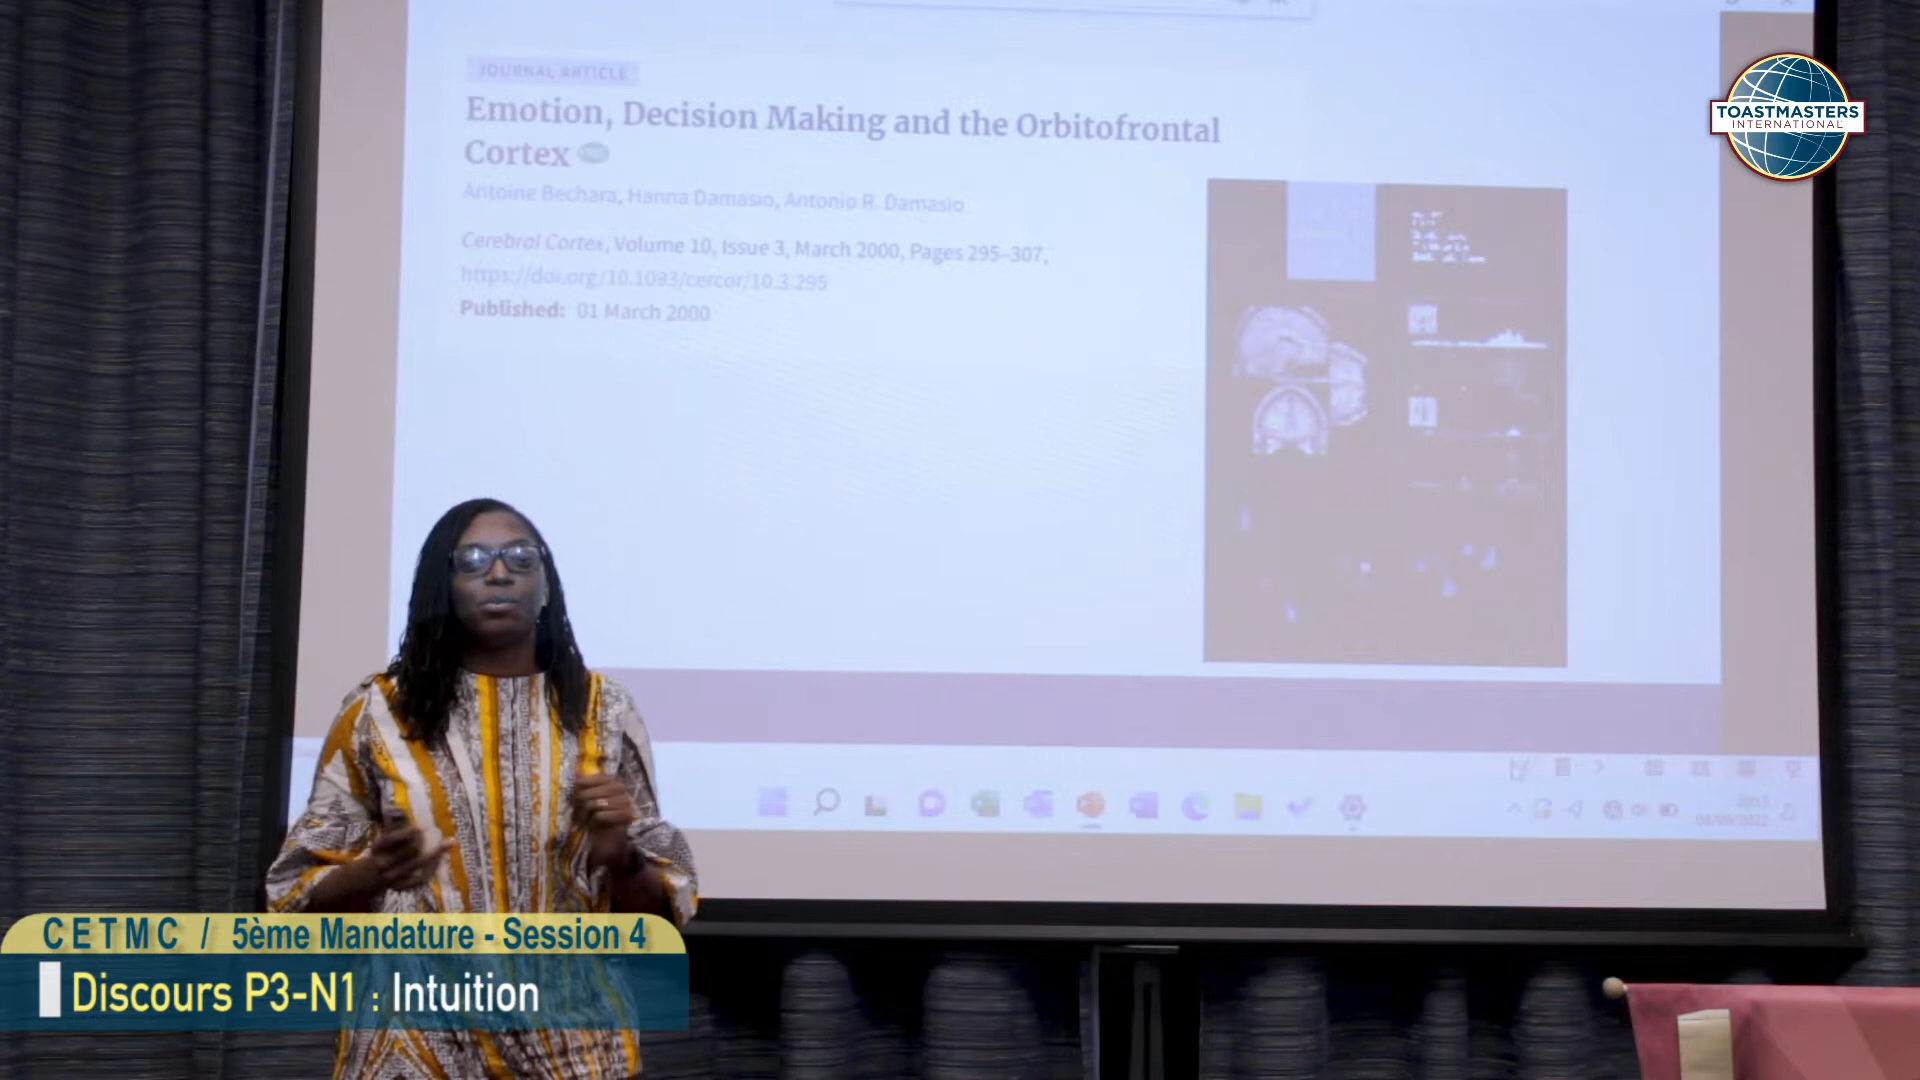 JOURNAL ARTICLE
Emotion, Decision Making and the Orbitofrontal
Cortex
Antoine Bechara, Hanna Damasio, Antonio R. Damasio
Cerebral Cortex, Volume 10, Issue 3, March 2000, Pages 295–307,
https://doi.org/10.1093/cercor/10.3.295
Published: 01 March 2000
TOASTMASTERS
INTERNATIONAL
CETMC / 5ème Mandature - Session 4
Discours P3-N1 : Intuition